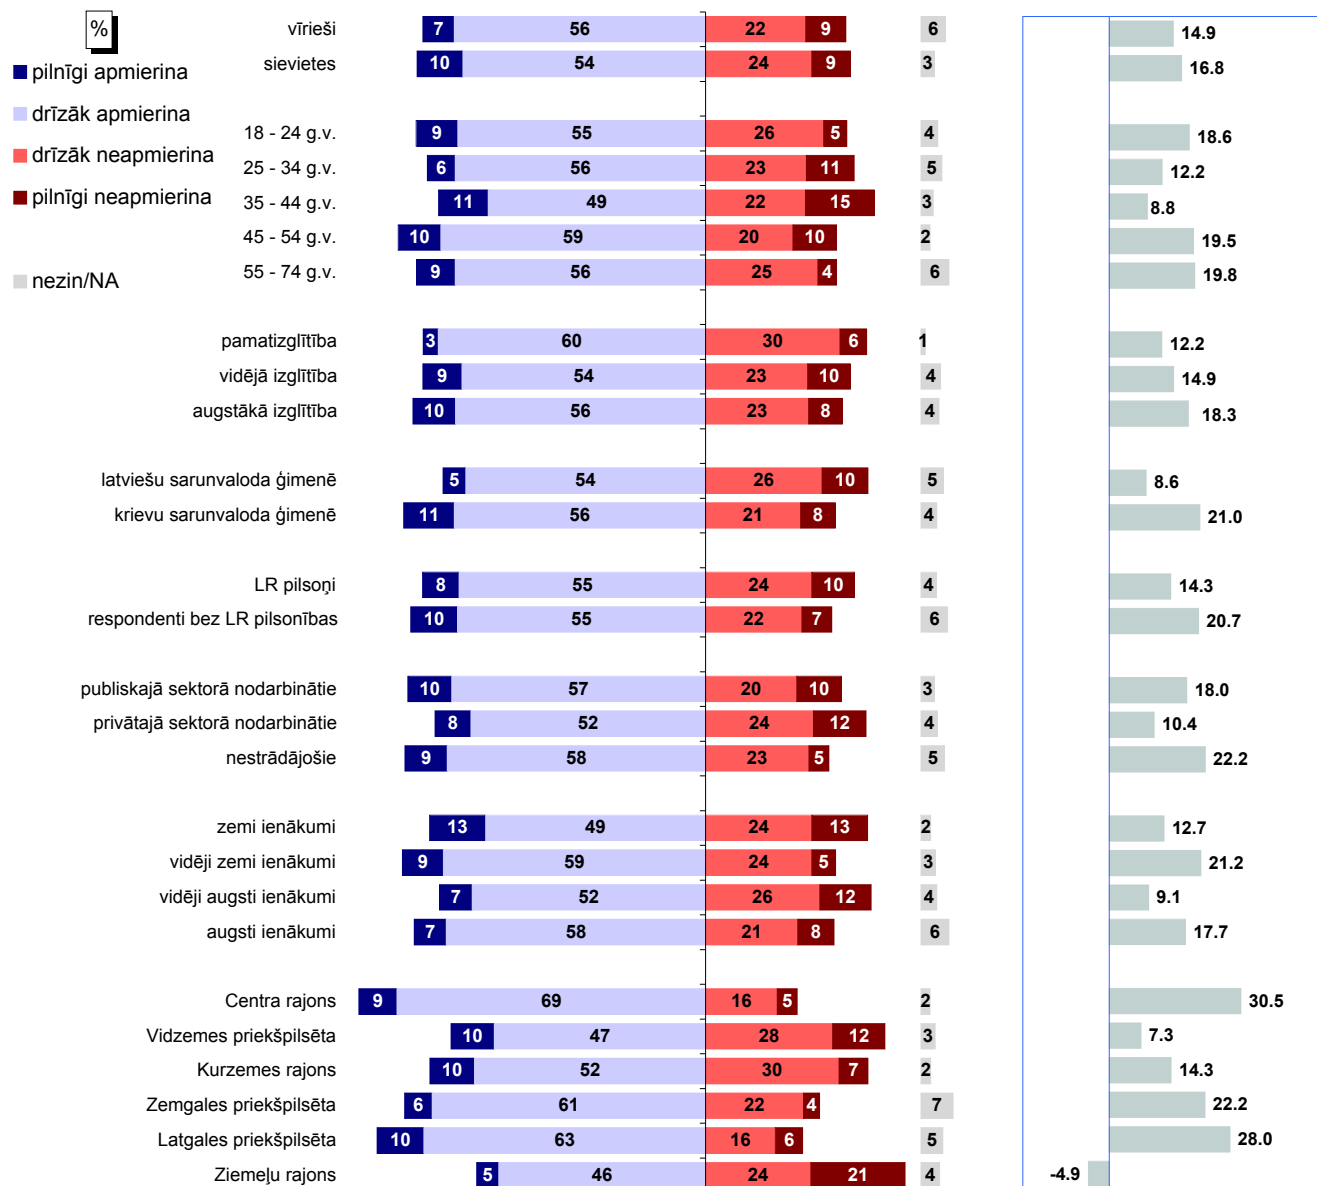 %
pilnīgi apmierina
drīzāk apmierina
drīzāk neapmierina
pilnīgi neapmierina
nezin/NA
vīrieši 7 56 22 9 6 14.9
sievietes 10 54 24 9 3 16.8
18 - 24 g.v. 9 55 26 5 4 18.6
25 - 34 g.v. 6 56 23 11 5 12.2
35 - 44 g.v. 11 49 22 15 3 8.8
45 - 54 g.v. 10 59 20 10 2 19.5
55 - 74 g.v. 9 56 25 4 6 19.8
pamatizglītība 3 60 30 6 1 12.2
vidējā izglītība 9 54 23 10 4 14.9
augstākā izglītība 10 56 23 8 4 18.3
latviešu sarunvaloda ģimenē 5 54 26 10 5 8.6
krievu sarunvaloda ģimenē 11 56 21 8 4 21.0
LR pilsoņi 8 55 24 10 4 14.3
respondenti bez LR pilsonības 10 55 22 7 6 20.7
publiskajā sektorā nodarbinātie 10 57 20 10 3 18.0
privātajā sektorā nodarbinātie 8 52 24 12 4 10.4
nestrādājošie 9 58 23 5 5 22.2
zemi ienākumi 13 49 24 13 2 12.7
vidēji zemi ienākumi 9 59 24 5 3 21.2
vidēji augsti ienākumi 7 52 26 12 4 9.1
augsti ienākumi 7 58 21 8 6 17.7
Centra rajons 9 69 16 5 2 30.5
Vidzemes priekšpilsēta 10 47 28 12 3 7.3
Kurzemes rajons 10 52 30 7 2 14.3
Zemgales priekšpilsēta 6 61 22 4 7 22.2
Latgales priekšpilsēta 10 63 16 6 5 28.0
Ziemeļu rajons 5 46 24 21 4 -4.9